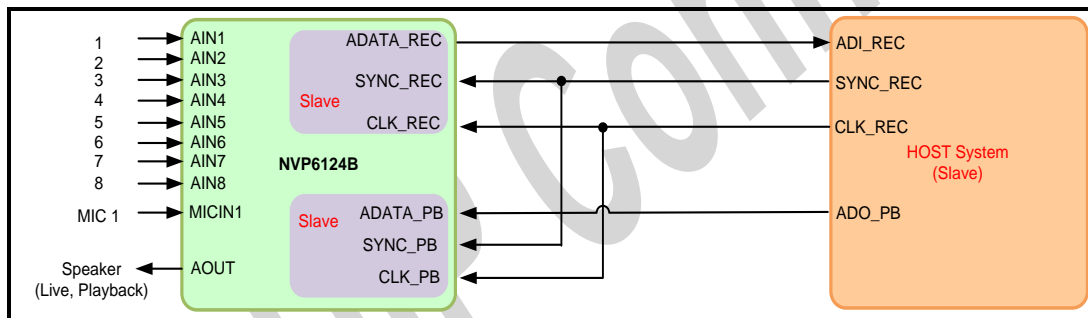 1
2
3
4
5
6
7
8
MIC 1
Speaker
(Live, Playback)
AIN1
AIN2
AIN3
AIN4
AIN5
AIN6
AIN7
AIN8
MICIN1
AOUT
NVP6124B
ADATA_REC
SYNC_REC
Slave
CLK_REC
ADATA_PB
Slave
SYNC_PB
CLK_PB
ADI_REC
SYNC_REC
CLK_REC
HOST System
(Slave)
ADO_PB